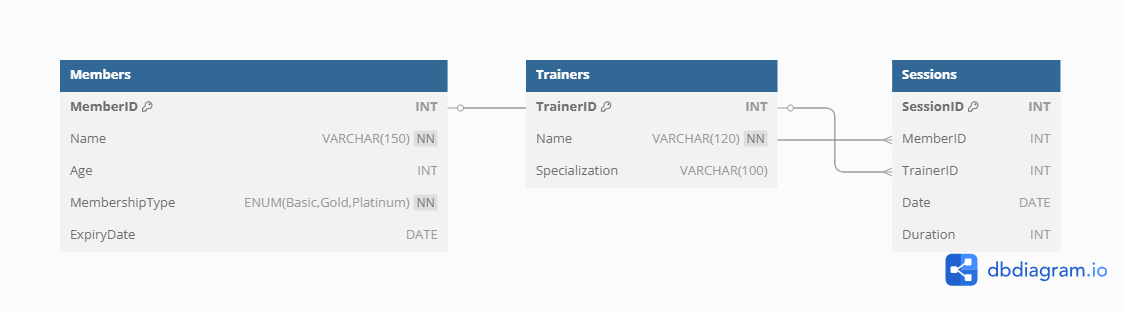 Members
MemberID INT
Name VARCHAR(150) NN
Age INT
MembershipType ENUM(Basic,Gold,Platinum) NN
ExpiryDate DATE
Trainers
TrainerID INT
Name VARCHAR(120) NN
Specialization VARCHAR(100)
Sessions
SessionID INT
MemberID INT
TrainerID INT
Date DATE
Duration INT
dbdiagram.io